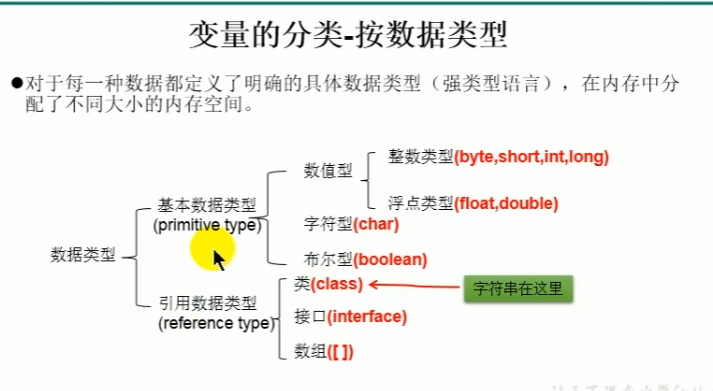 变量的分类-按数据类型
●对于每一种数据都定义了明确的具体数据类型（强类型语言），在内存中分
配了不同大小的内存空间。
整数类型(byte,short,int,long)
数值型
浮点类型(float,double)
基本数据类型
(primitive type)
字符型(char)
布尔型(boolean)
数据类型
类(class)
字符串在这里
引用数据类型
(reference type)
接口(interface)
数组([ ])